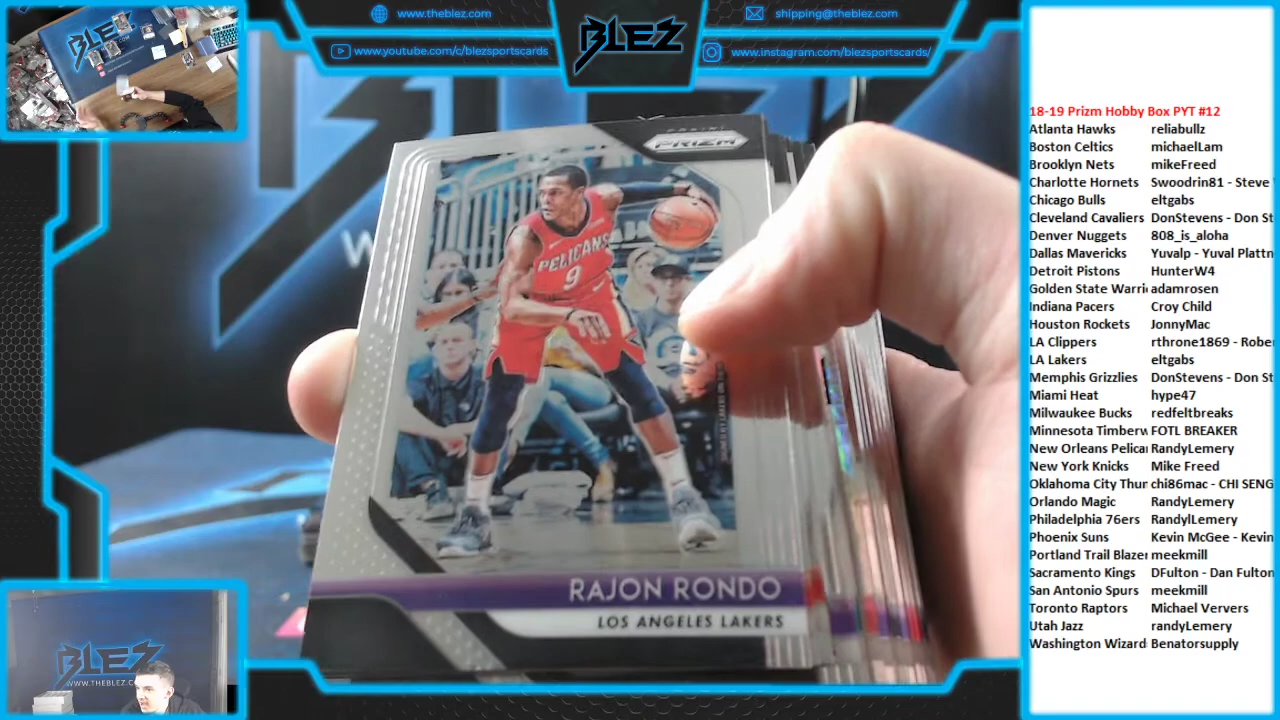 www.theblez.com
www.youtube.com/c/blezsportscards
BLEZ
shipping@theblez.com
www.instagram.com/blezsportscards/
BLEZ
PANINI
PRIZM
PELICANS
9
RAJON RONDO
LOS ANGELES LAKERS
BLEZ
WWW.THEBLEZ.COM
18-19 Prizm Hobby Box PYT #12
Atlanta Hawks reliabullz
Boston Celtics michaelLam
Brooklyn Nets mikeFreed
Charlotte Hornets Swoodrin81 - Steve
Chicago Bulls eltgabs
Cleveland Cavaliers DonStevens - Don St
Denver Nuggets 808_is_aloha
Dallas Mavericks Yuvalp - Yuval Plattn
Detroit Pistons HunterW4
Golden State Warri adamrosen
Indiana Pacers Croy Child
Houston Rockets JonnyMac
LA Clippers rthrone1869 - Rober
LA Lakers eltgabs
Memphis Grizzlies DonStevens - Don St
Miami Heat hype47
Milwaukee Bucks redfeltbreaks
Minnesota Timberw FOTL BREAKER
New Orleans Pelica RandyLemery
New York Knicks Mike Freed
Oklahoma City Thun chi86mac - CHI SENG
Orlando Magic RandyLemery
Philadelphia 76ers RandylLemery
Phoenix Suns Kevin McGee - Kevin
Portland Trail Blazer meekmill
Sacramento Kings DFulton - Dan Fulton
San Antonio Spurs meekmill
Toronto Raptors Michael Ververs
Utah Jazz randyLemery
Washington Wizard Benatorsupply